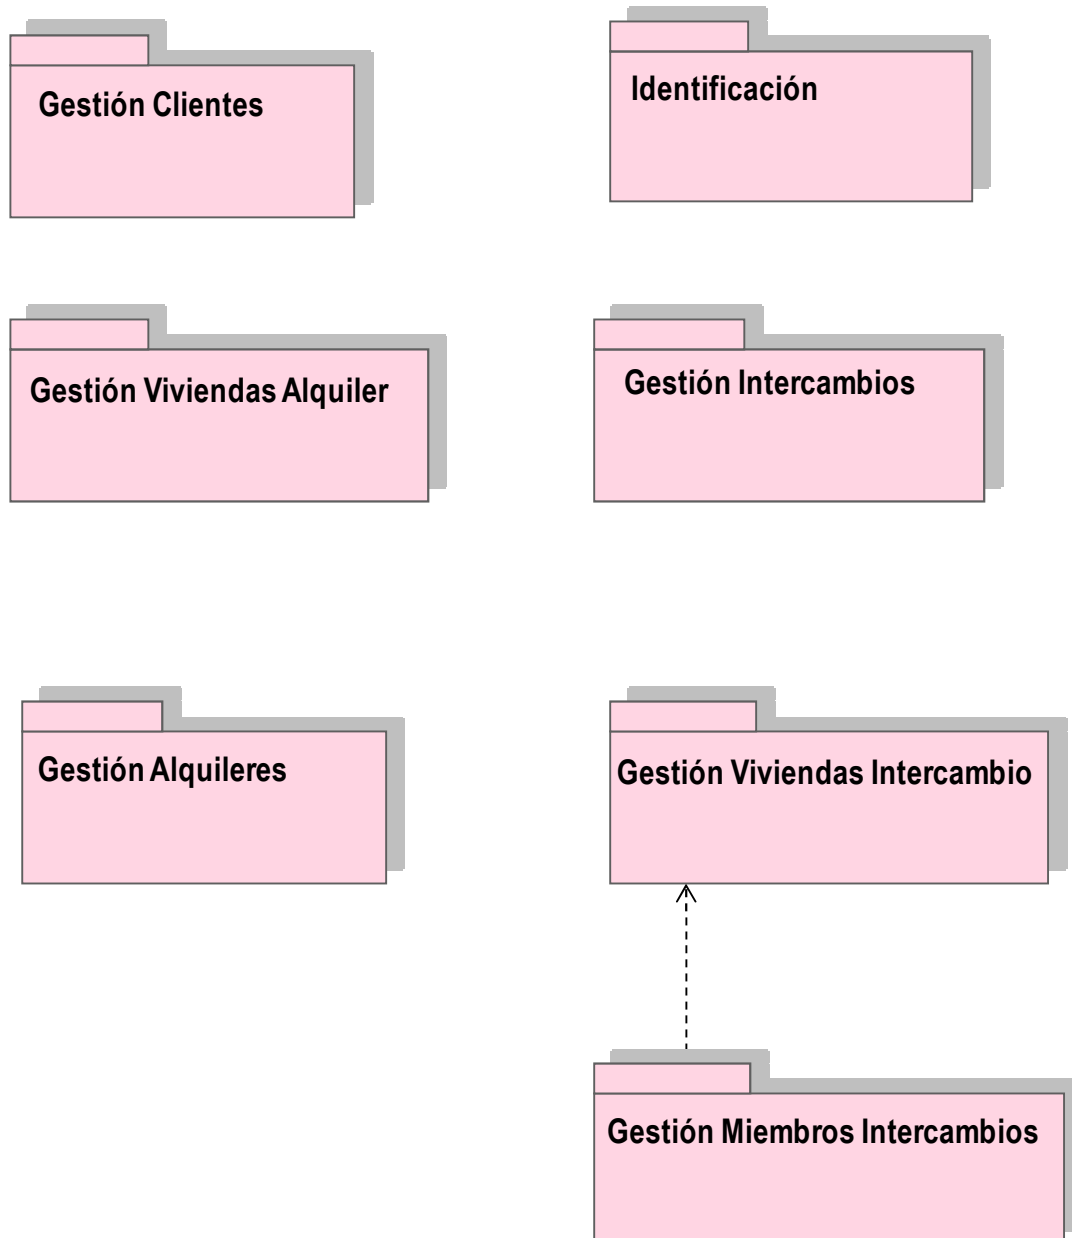 Gestión Clientes
Identificación
Gestión Viviendas Alquiler
Gestión Intercambios
Gestión Alquileres
Gestión Viviendas Intercambio
Gestión Miembros Intercambios